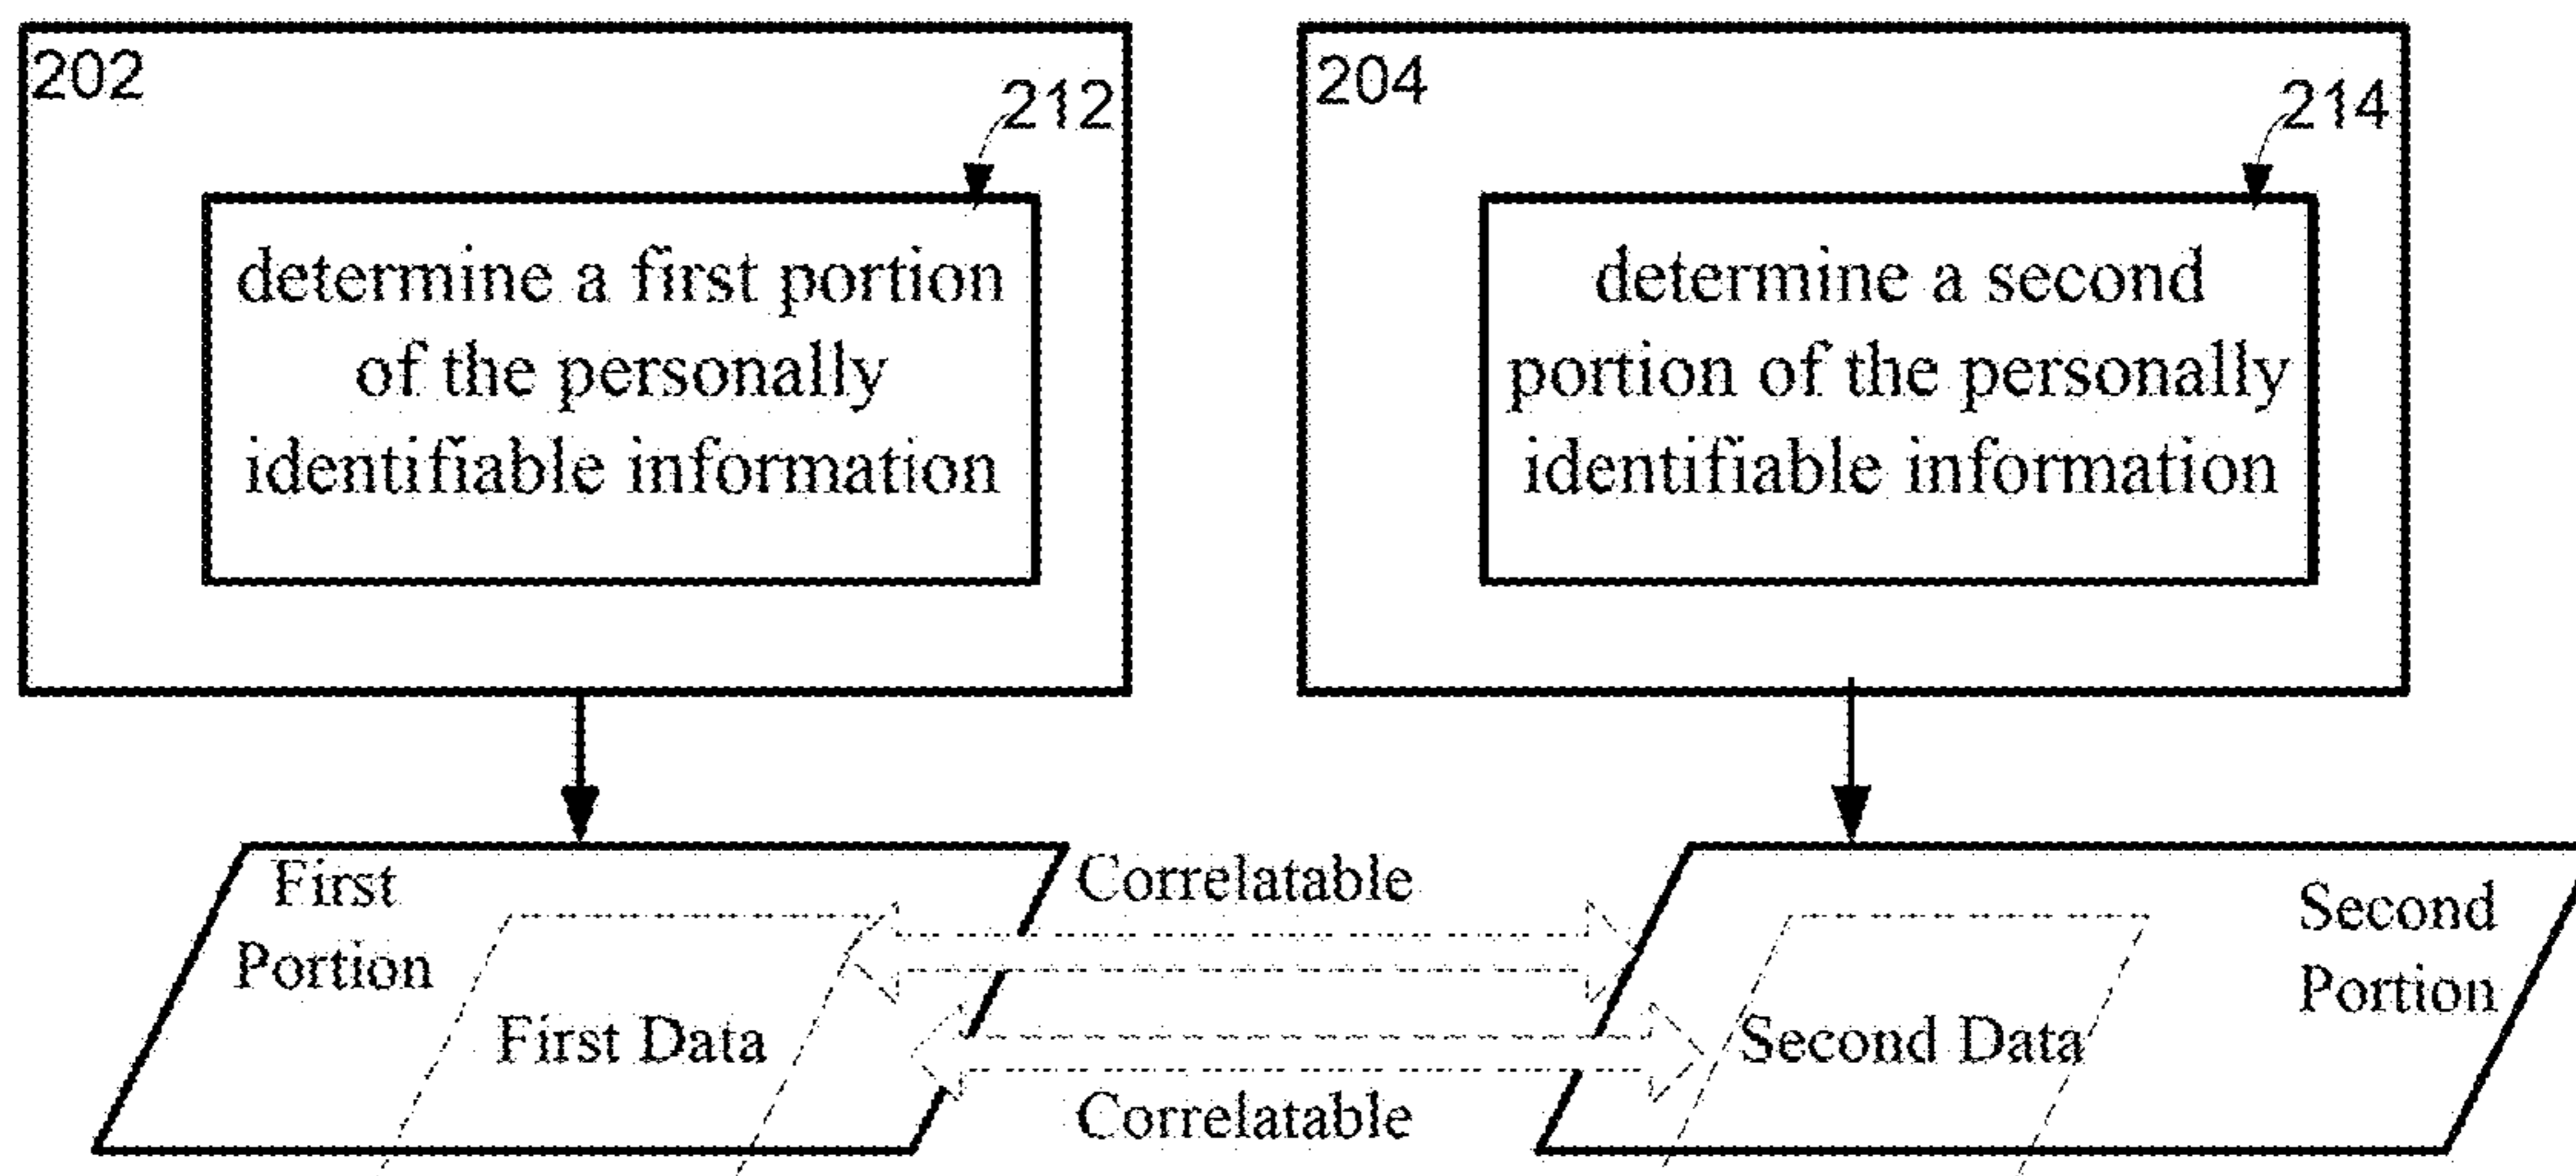 202
212
determine a first portion
of the personally
identifiable information
204
214
determine a second
portion of the personally
identifiable information
First
Portion
First Data
Correlatable
Correlatable
Second
Portion
Second Data